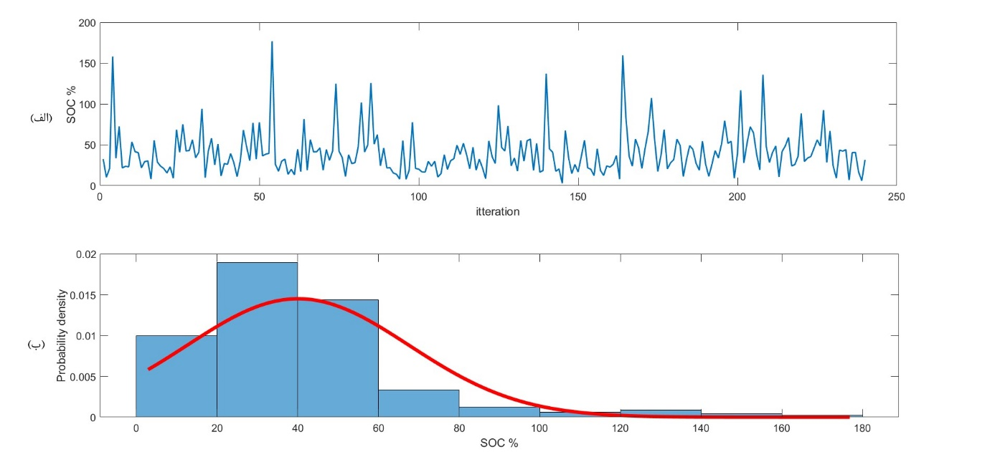 200
150
100
50
0
SOC %
(الف)
0 50 100 150 200 250
itteration
0.02
0.015
0.01
0.005
0
Probability density
(ب)
0 20 40 60 80 100 120 140 160 180
SOC %